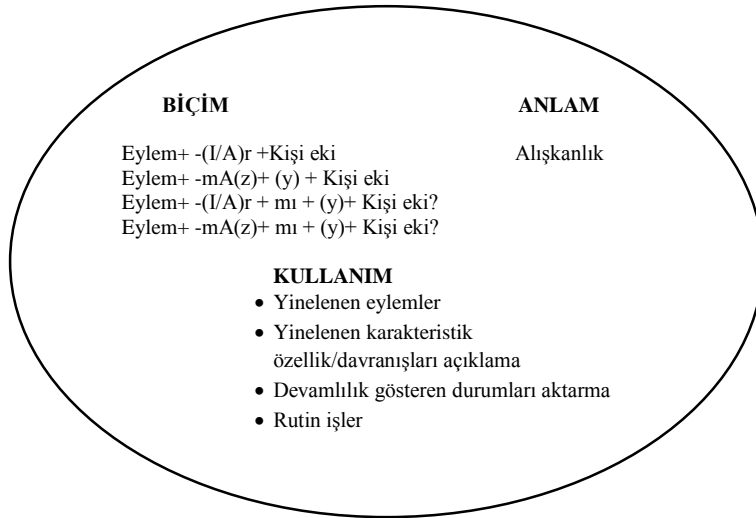 BİÇİM ANLAM
Eylem+ -(I/A)r +Kişi eki Alışkanlık
Eylem+ -mA(z)+ (y) + Kişi eki
Eylem+ -(I/A)r + mı + (y)+ Kişi eki?
Eylem+ -mA(z)+ mı + (y)+ Kişi eki?
KULLANIM
• Yinelenen eylemler
• Yinelenen karakteristik
özellik/davranışları açıklama
• Devamlılık gösteren durumları aktarma
• Rutin işler